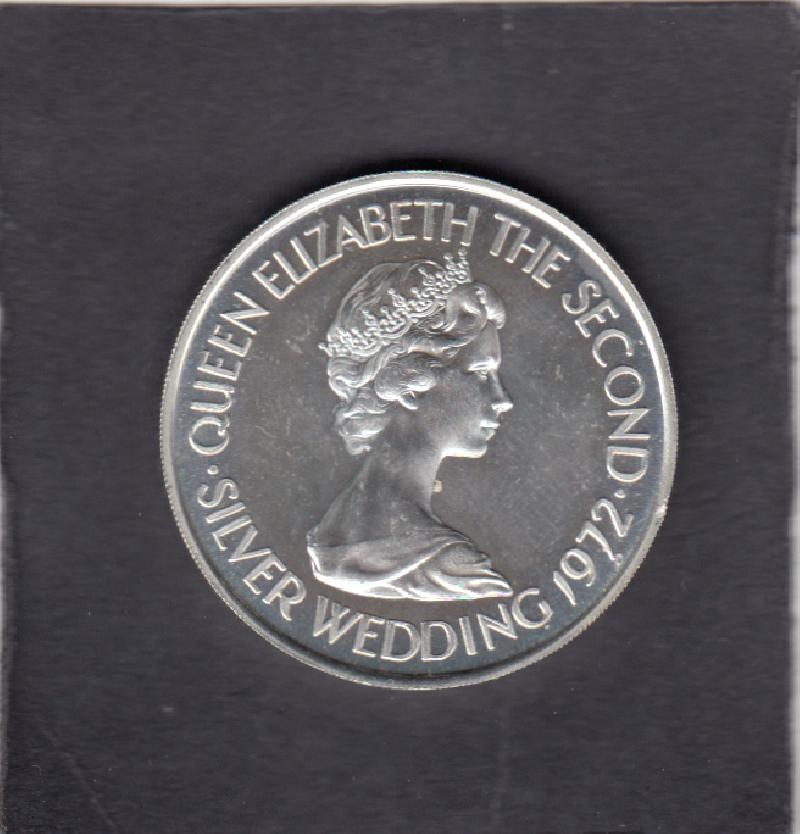 · QUEEN ELIZABETH THE SECOND ·
SILVER WEDDING 1972